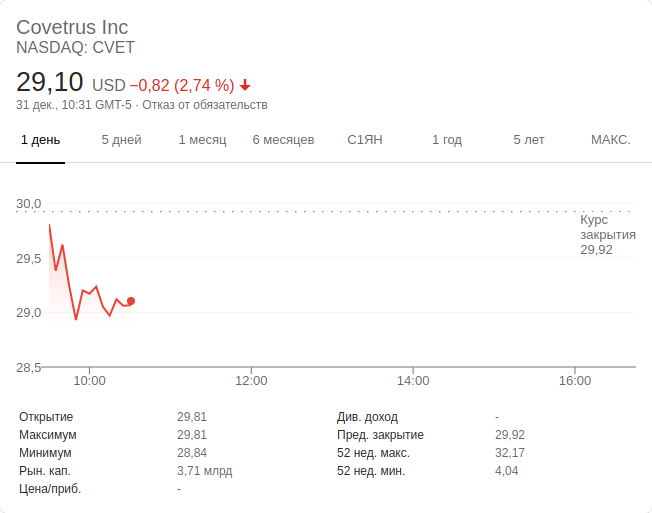 Covetrus Inc
NASDAQ: CVET
29,10 USD −0,82 (2,74 %)
31 дек., 10:31 GMT-5 · Отказ от обязательств
1 день 5 дней 1 месяц 6 месяцев С1ЯН 1 год 5 лет МАКС.
30,0
29,5
29,0
28,5
Курс
закрытия
29,92
10:00 12:00 14:00 16:00
Открытие 29,81
Максимум 29,81
Минимум 28,84
Рын. кап. 3,71 млрд
Цена/приб. -
Див. доход -
Пред. закрытие 29,92
52 нед. макс. 32,17
52 нед. мин. 4,04